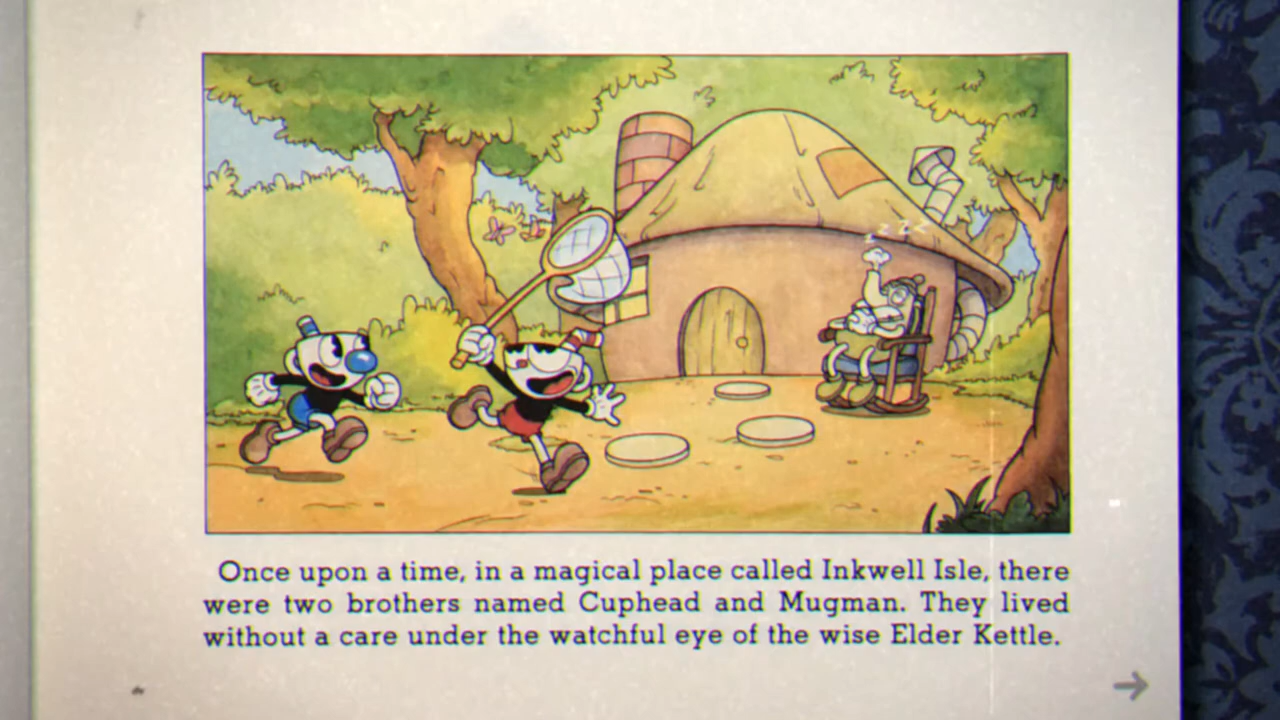 z z Z z
Once upon a time, in a magical place called Inkwell Isle, there
were two brothers named Cuphead and Mugman. They lived
without a care under the watchful eye of the wise Elder Kettle.